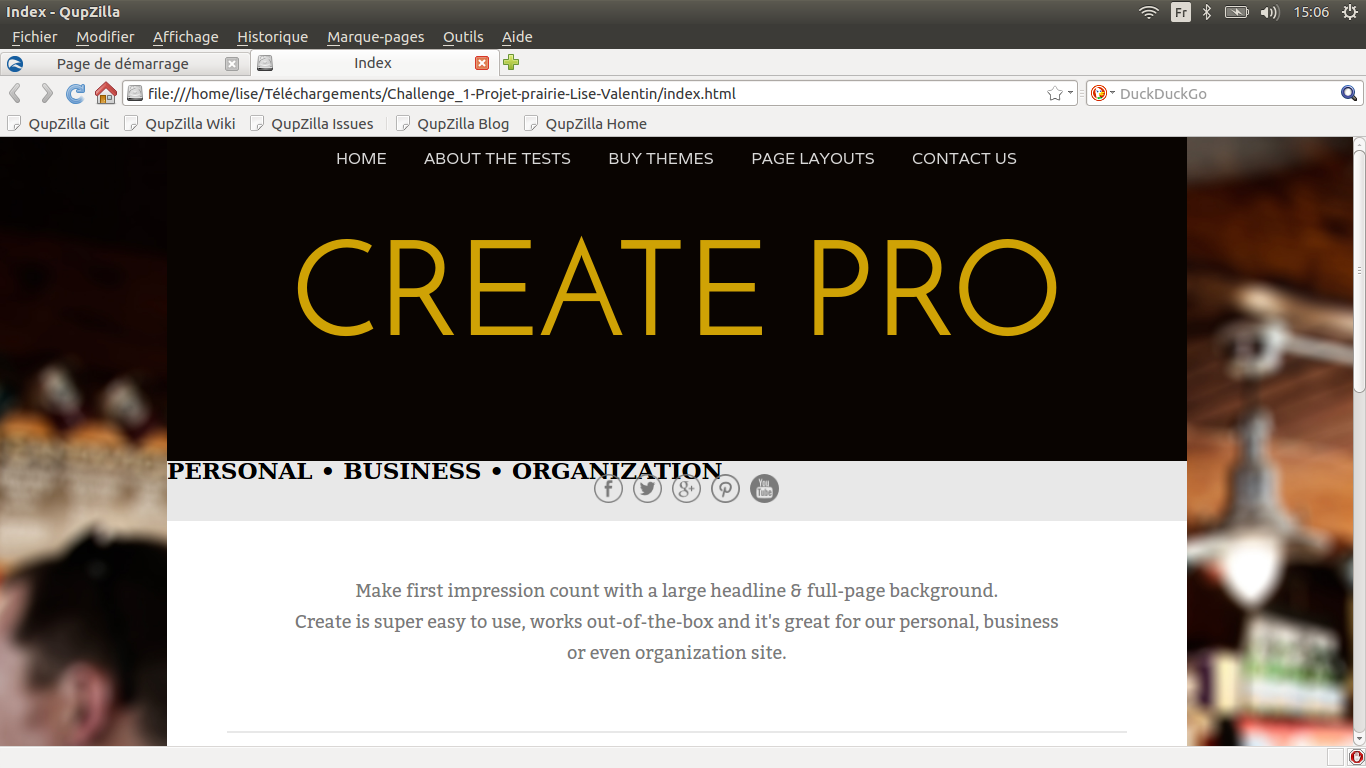 Index - QupZilla
Fr
15:06
Fichier Modifier Affichage Historique Marque-pages Outils Aide
Page de démarrage
Index
file:///home/lise/Téléchargements/Challenge_1-Projet-prairie-Lise-Valentin/index.html
DuckDuckGo
QupZilla Git QupZilla Wiki QupZilla Issues QupZilla Blog QupZilla Home
HOME ABOUT THE TESTS BUY THEMES PAGE LAYOUTS CONTACT US
CREATE PRO
PERSONAL • BUSINESS • ORGANIZATION
You Tube
Make first impression count with a large headline & full-page background.
Create is super easy to use, works out-of-the-box and it's great for our personal, business
or even organization site.